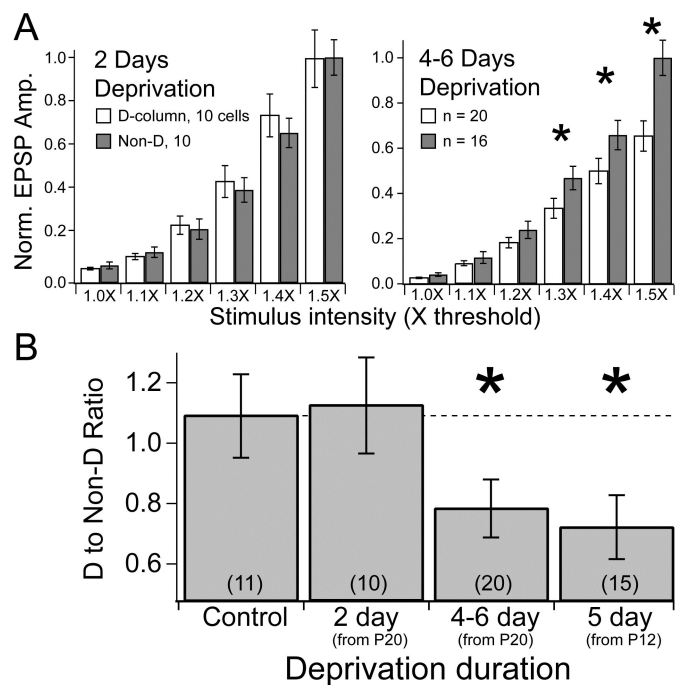 A
2 Days
Deprivation
D-column, 10 cells
Non-D, 10
4-6 Days
Deprivation
n = 20
n = 16
* * *
Norm. EPSP Amp.
1.0
0.8
0.6
0.4
0.2
0.0
1.0X 1.1X 1.2X 1.3X 1.4X 1.5X
1.0
0.8
0.6
0.4
0.2
0.0
1.0X 1.1X 1.2X 1.3X 1.4X 1.5X
Stimulus intensity (X threshold)
B
D to Non-D Ratio
1.2
1.0
0.8
0.6
* *
(11) (10) (20) (15)
Control 2 day 4-6 day 5 day
(from P20) (from P20) (from P12)
Deprivation duration